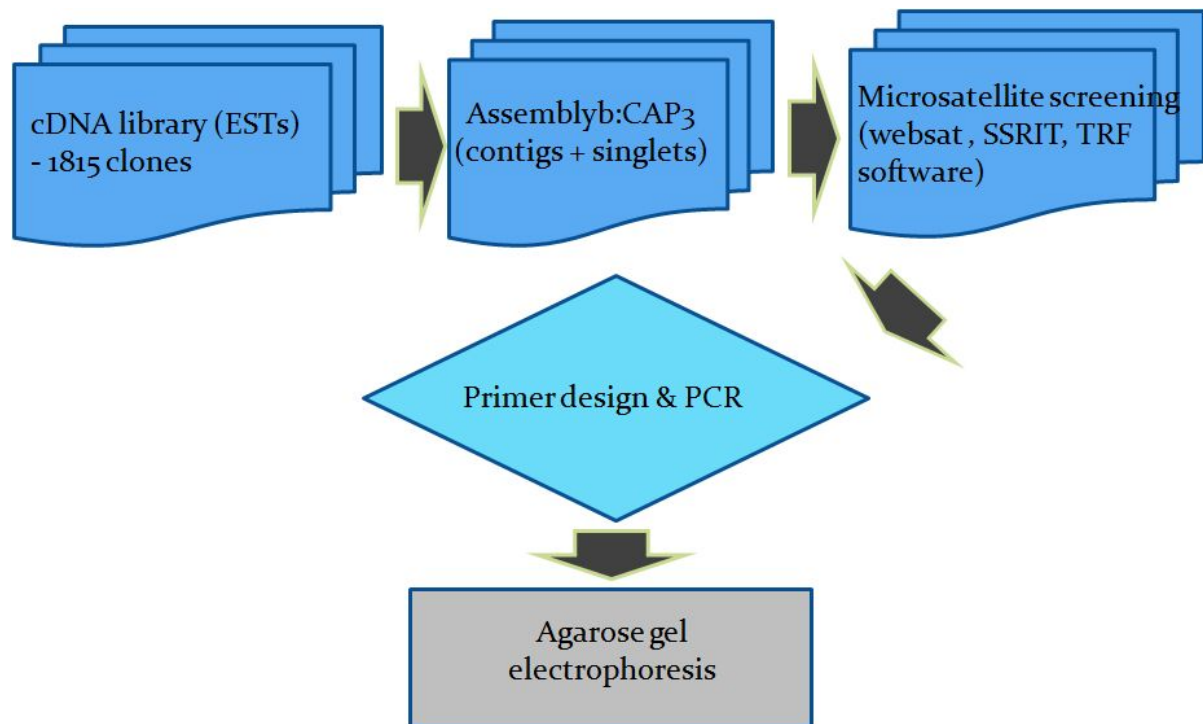 cDNA library (ESTs)
- 1815 clones
Assemblyb:CAP3
(contigs + singlets)
Microsatellite screening
(websat , SSRIT, TRF
software)
Primer design & PCR
Agarose gel
electrophoresis